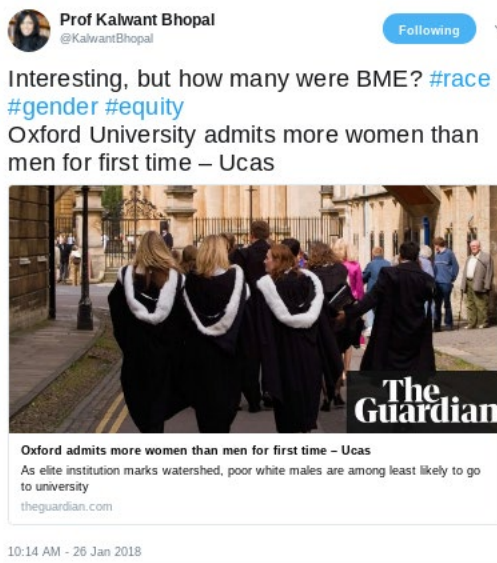 Prof Kalwant Bhopal
@KalwantBhopal
Following
Interesting, but how many were BME? #race
#gender #equity
Oxford University admits more women than
men for first time – Ucas
The
Guardian
Oxford admits more women than men for first time – Ucas
As elite institution marks watershed, poor white males are among least likely to go
to university
theguardian.com
10:14 AM - 26 Jan 2018